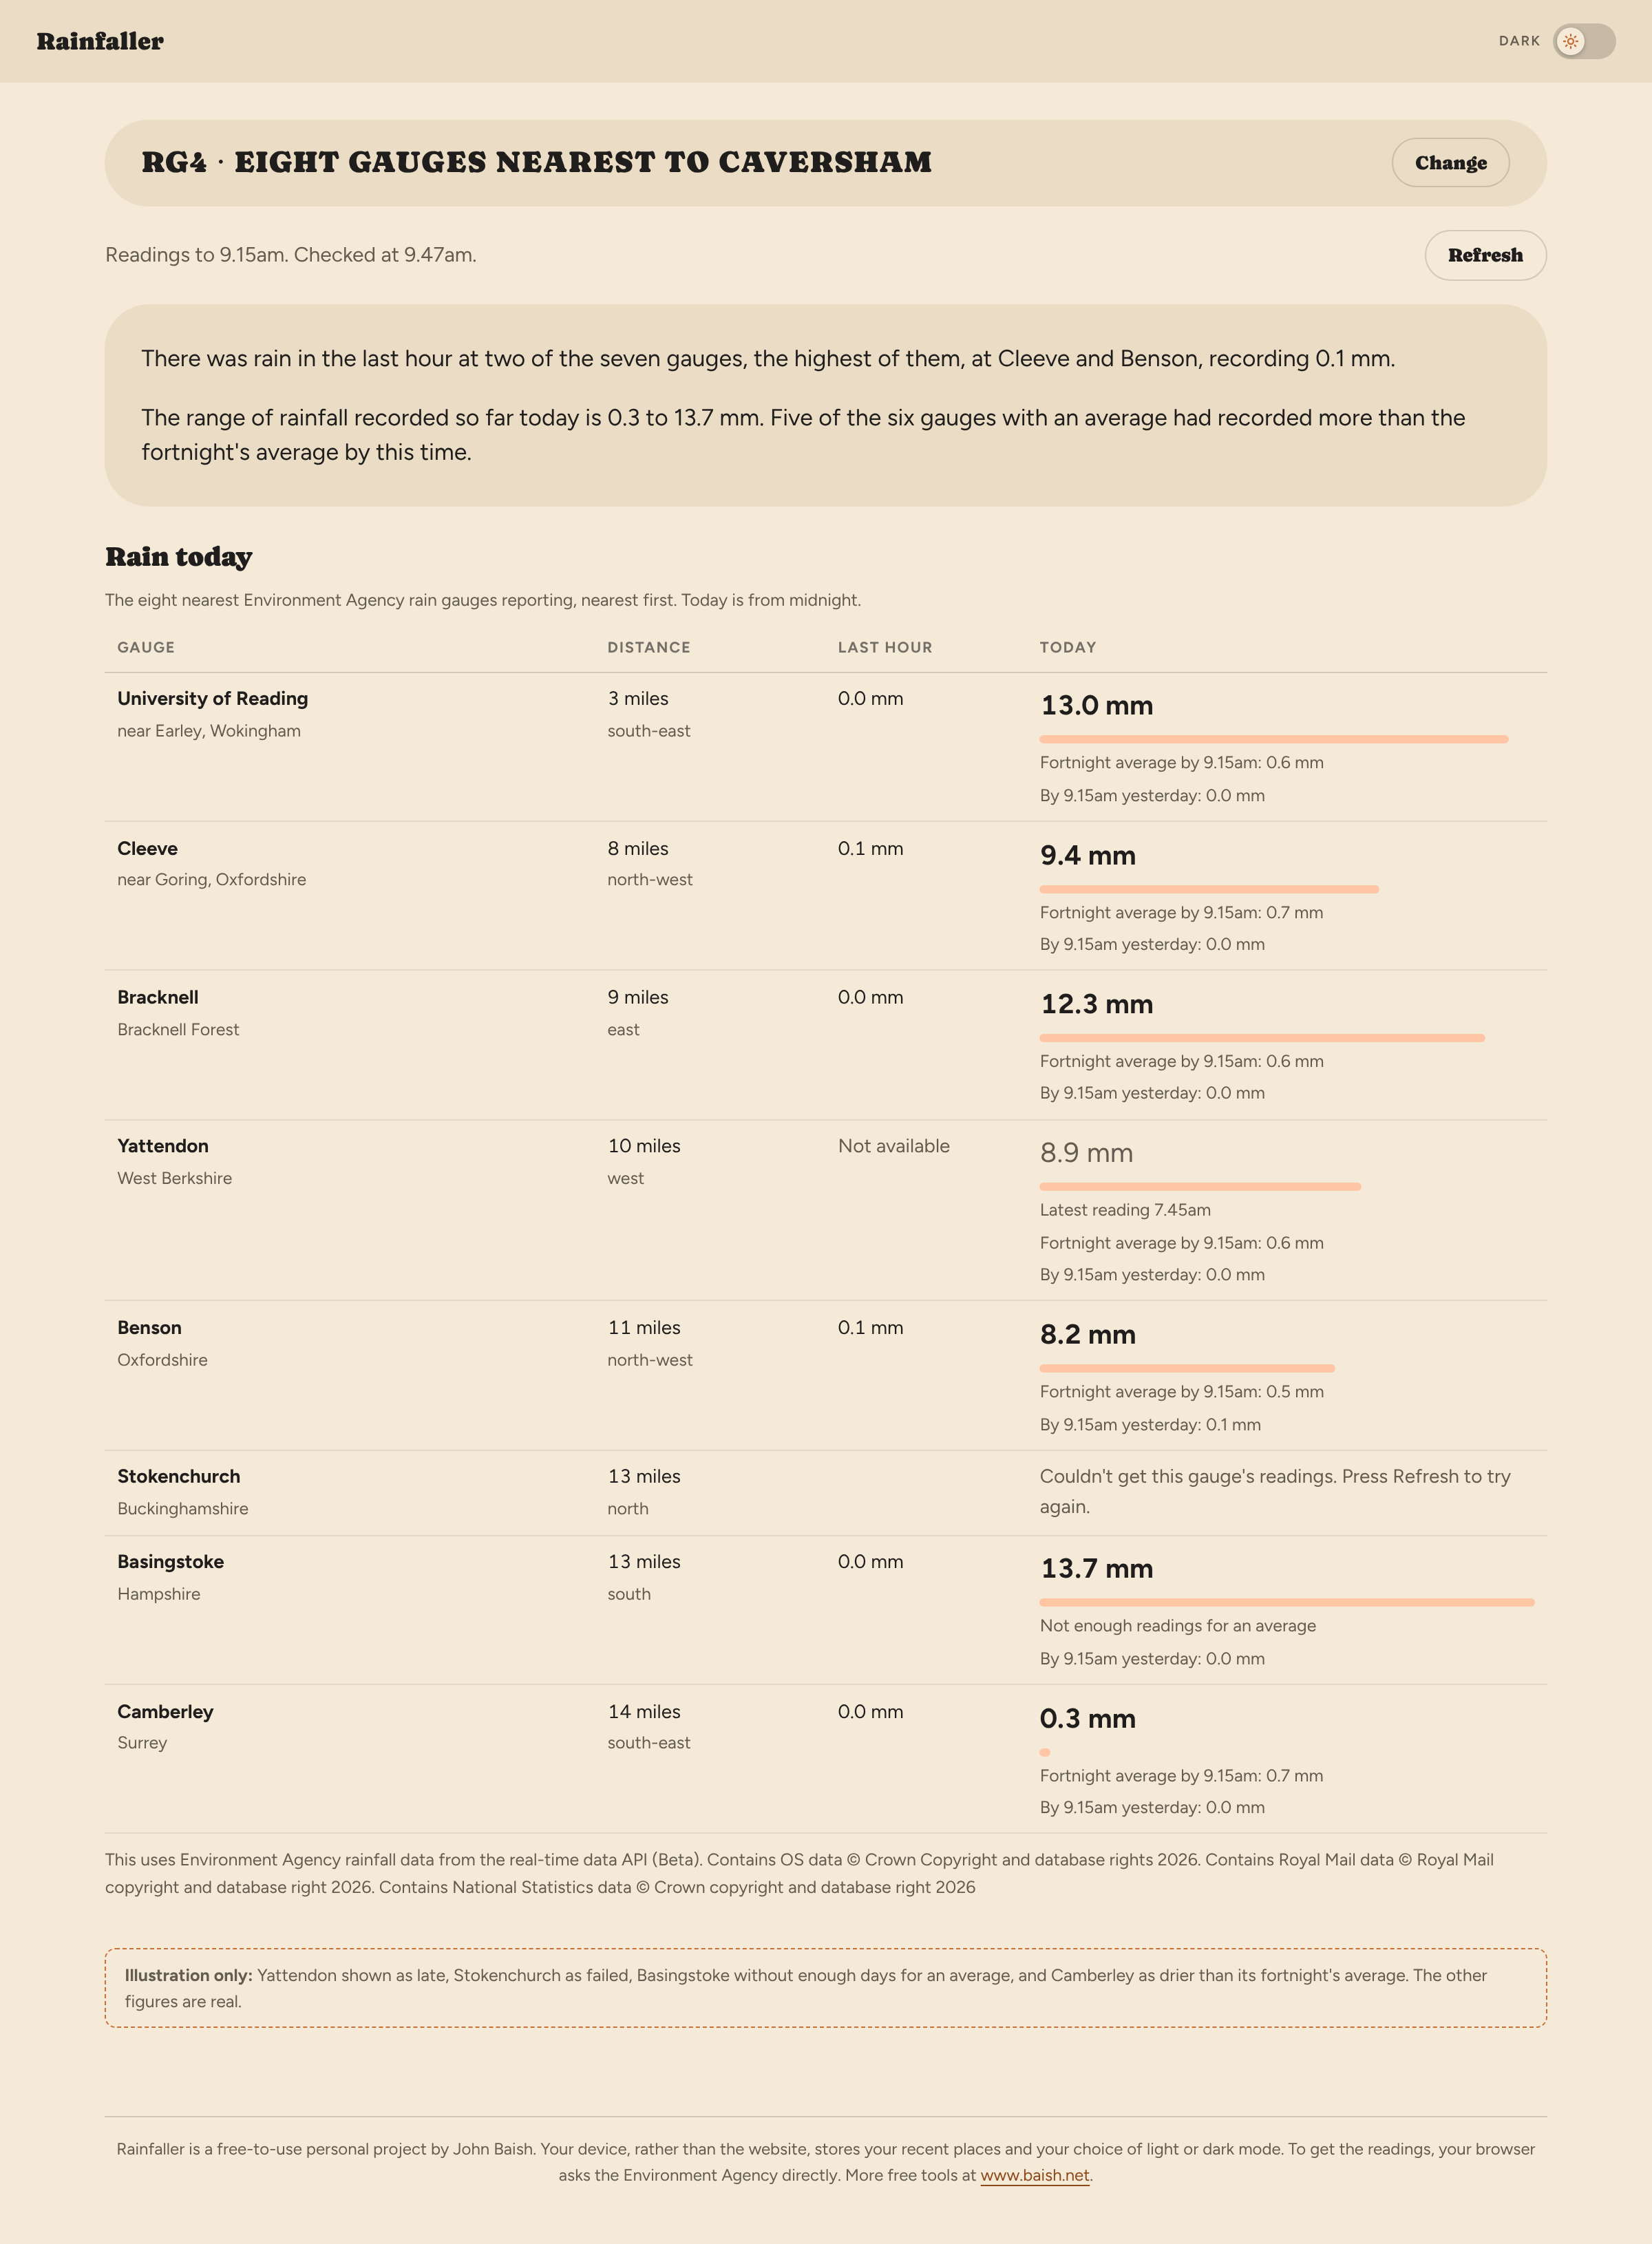 Rainfaller
DARK
RG4 · EIGHT GAUGES NEAREST TO CAVERSHAM
Change
Readings to 9.15am. Checked at 9.47am.
Refresh
There was rain in the last hour at two of the seven gauges, the highest of them, at Cleeve and Benson, recording 0.1 mm.
The range of rainfall recorded so far today is 0.3 to 13.7 mm. Five of the six gauges with an average had recorded more than the
fortnight's average by this time.
Rain today
The eight nearest Environment Agency rain gauges reporting, nearest first. Today is from midnight.
GAUGE DISTANCE LAST HOUR TODAY
University of Reading 3 miles 0.0 mm 13.0 mm
near Earley, Wokingham south-east
Fortnight average by 9.15am: 0.6 mm
By 9.15am yesterday: 0.0 mm
Cleeve 8 miles 0.1 mm 9.4 mm
near Goring, Oxfordshire north-west
Fortnight average by 9.15am: 0.7 mm
By 9.15am yesterday: 0.0 mm
Bracknell 9 miles 0.0 mm 12.3 mm
Bracknell Forest east
Fortnight average by 9.15am: 0.6 mm
By 9.15am yesterday: 0.0 mm
Yattendon 10 miles Not available 8.9 mm
West Berkshire west
Latest reading 7.45am
Fortnight average by 9.15am: 0.6 mm
By 9.15am yesterday: 0.0 mm
Benson 11 miles 0.1 mm 8.2 mm
Oxfordshire north-west
Fortnight average by 9.15am: 0.5 mm
By 9.15am yesterday: 0.1 mm
Stokenchurch 13 miles Couldn't get this gauge's readings. Press Refresh to try
Buckinghamshire north again.
Basingstoke 13 miles 0.0 mm 13.7 mm
Hampshire south
Not enough readings for an average
By 9.15am yesterday: 0.0 mm
Camberley 14 miles 0.0 mm 0.3 mm
Surrey south-east
Fortnight average by 9.15am: 0.7 mm
By 9.15am yesterday: 0.0 mm
This uses Environment Agency rainfall data from the real-time data API (Beta). Contains OS data © Crown Copyright and database rights 2026. Contains Royal Mail data © Royal Mail
copyright and database right 2026. Contains National Statistics data © Crown copyright and database right 2026
Illustration only: Yattendon shown as late, Stokenchurch as failed, Basingstoke without enough days for an average, and Camberley as drier than its fortnight's average. The other
figures are real.
Rainfaller is a free-to-use personal project by John Baish. Your device, rather than the website, stores your recent places and your choice of light or dark mode. To get the readings, your browser
asks the Environment Agency directly. More free tools at www.baish.net.